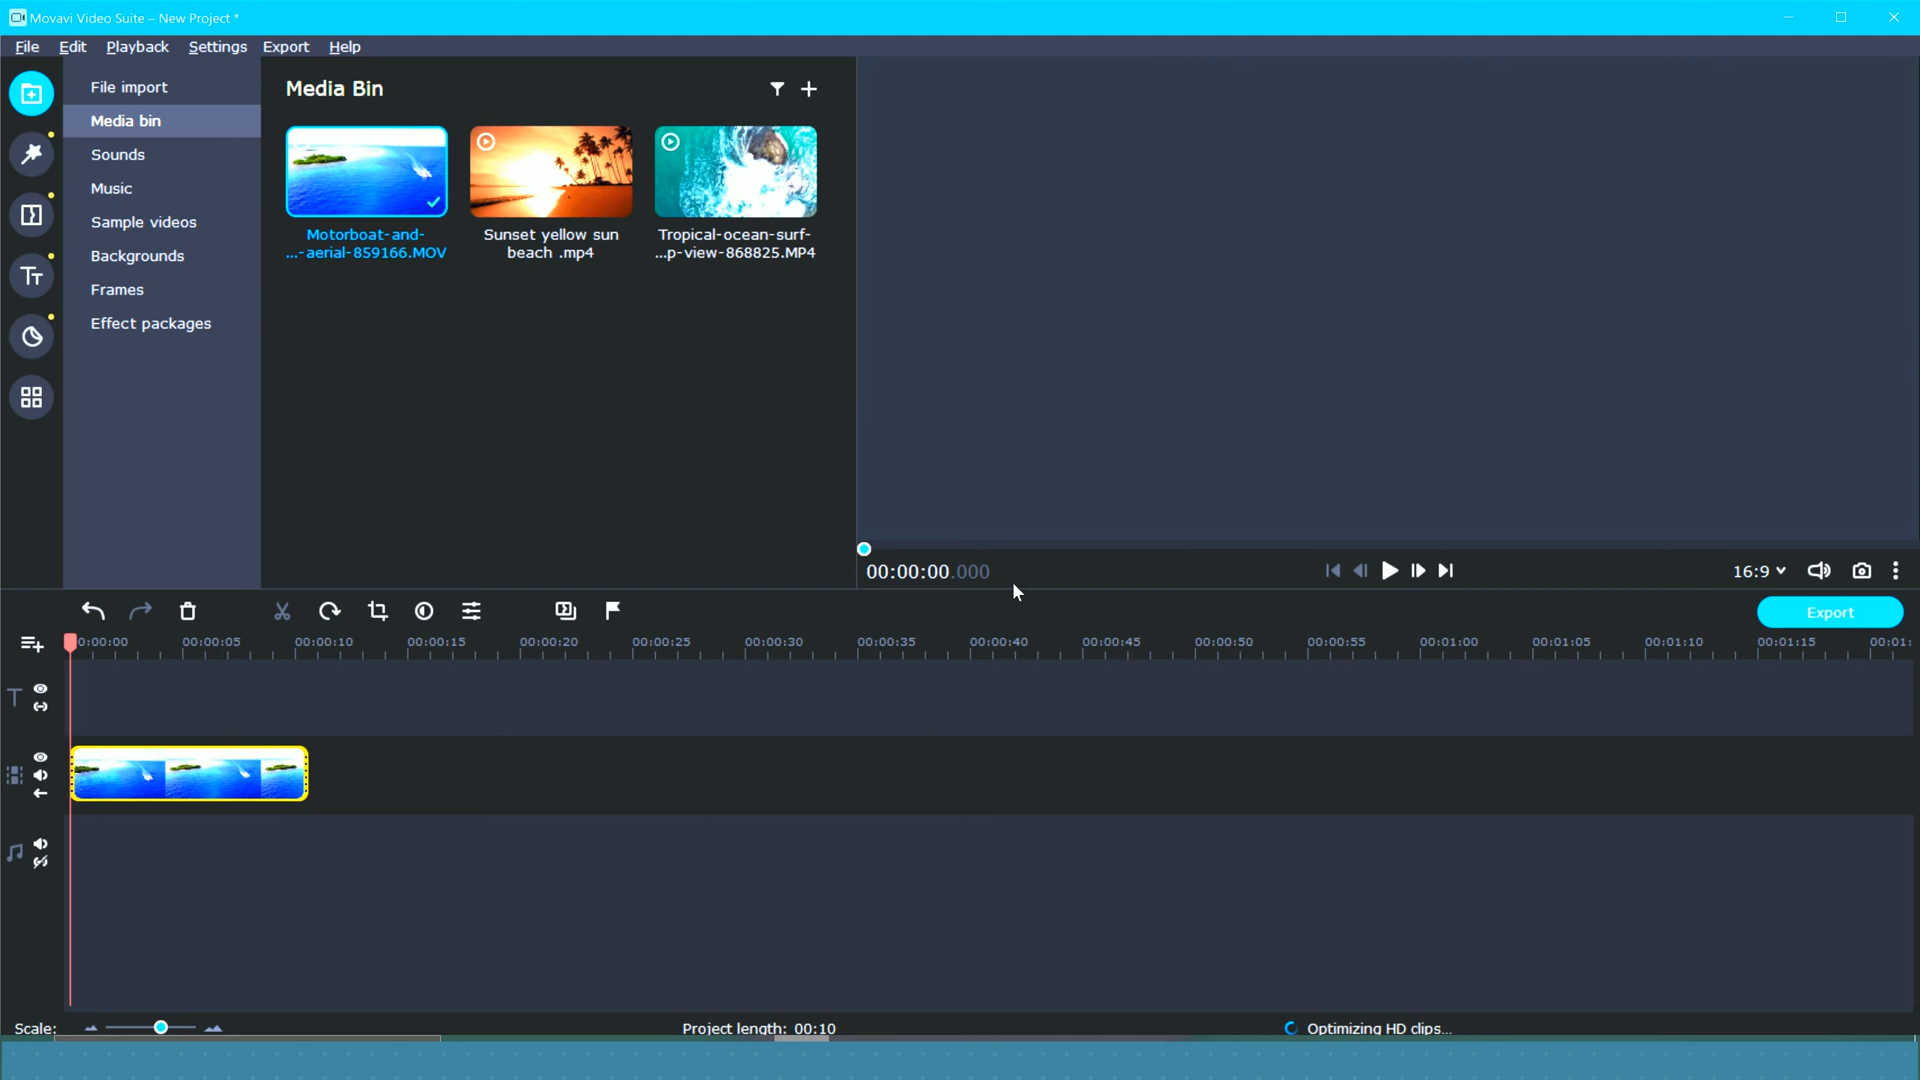 Movavi Video Suite – New Project *
File Edit Playback Settings Export Help
File import
Media bin
Sounds
Music
Sample videos
Backgrounds
Frames
Effect packages
Media Bin
Motorboat-and-
...-aerial-859166.MOV
Sunset yellow sun
beach .mp4
Tropical-ocean-surf-
...p-view-868825.MP4
00:00:00.000
16:9
Export
0:00:00 00:00:05 00:00:10 00:00:15 00:00:20 00:00:25 00:00:30 00:00:35 00:00:40 00:00:45 00:00:50 00:00:55 00:01:00 00:01:05 00:01:10 00:01:15 00:01:
Scale:
Project length: 00:10
Optimizing HD clips...